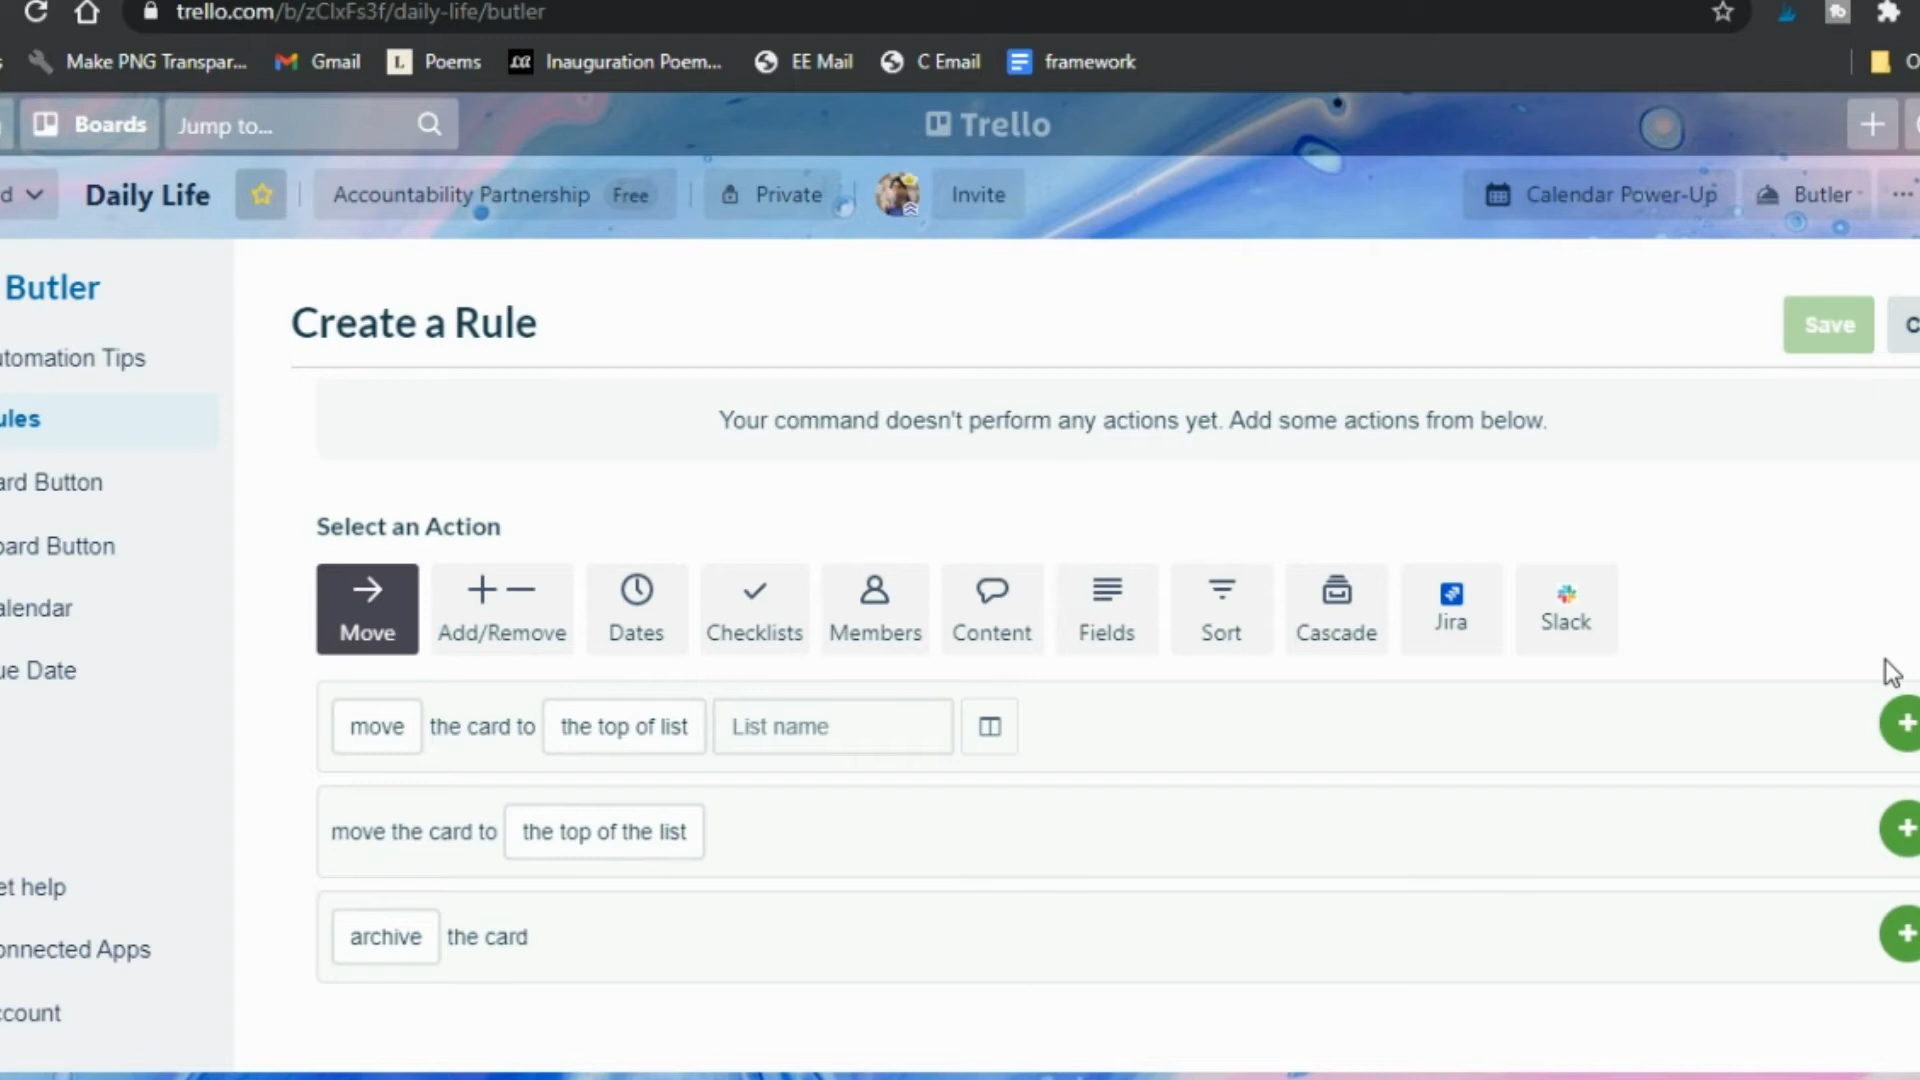 trello.com/b/zClxFs3f/daily-life/butler
Make PNG Transpar...
Gmail
Poems
Inauguration Poem...
EE Mail
C Email
framework
Boards
Jump to...
Trello
Daily Life
Accountability Partnership Free
Private
Invite
Calendar Power-Up
Butler
Butler
utomation Tips
ules
ard Button
oard Button
alendar
ue Date
et help
onnected Apps
ccount
Create a Rule
Save
Your command doesn't perform any actions yet. Add some actions from below.
Select an Action
Move
Add/Remove
Dates
Checklists
Members
Content
Fields
Sort
Cascade
Jira
Slack
move the card to the top of list List name
move the card to the top of the list
archive the card